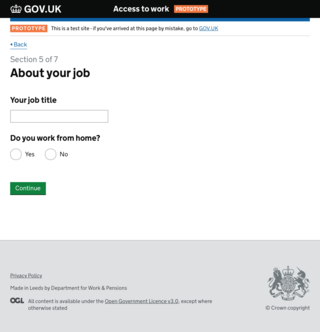 GOV.UK Access to work PROTOTYPE
PROTOTYPE This is a test site - if you've arrived at this page by mistake, go to GOV.UK
Back
Section 5 of 7
About your job
Your job title
Do you work from home?
Yes No
Continue
Privacy Policy
Made in Leeds by Department for Work & Pensions
OGL All content is available under the Open Government Licence v3.0, except where
otherwise stated
© Crown copyright